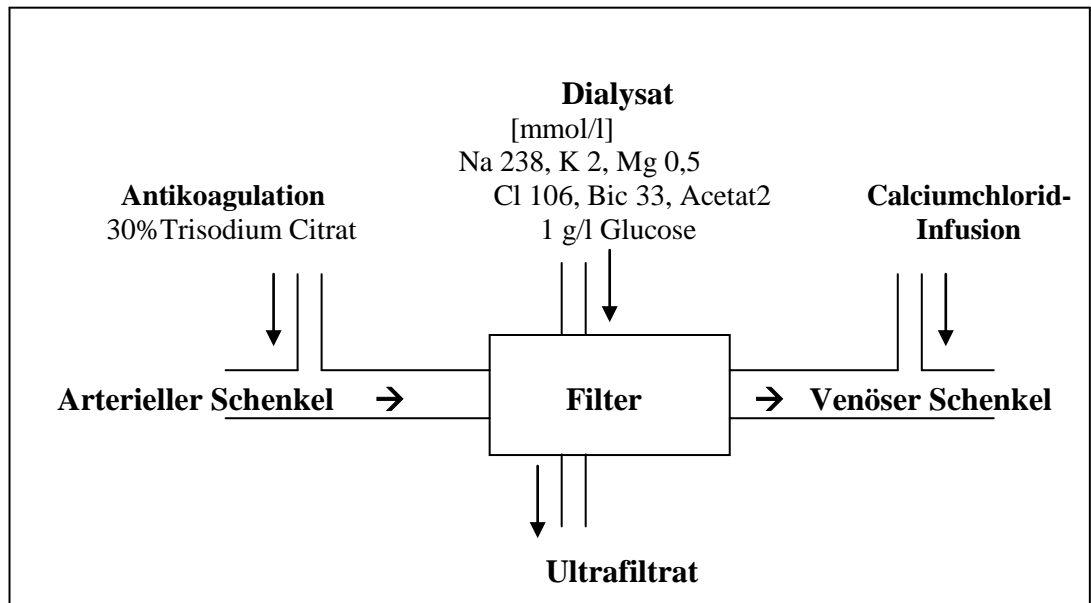 Dialysat
[mmol/l]
Na 238, K 2, Mg 0,5
Cl 106, Bic 33, Acetat2
1 g/l Glucose
Antikoagulation
30%Trisodium Citrat
Calciumchlorid-
Infusion
Arterieller Schenkel →
Filter
→ Venöser Schenkel
Ultrafiltrat